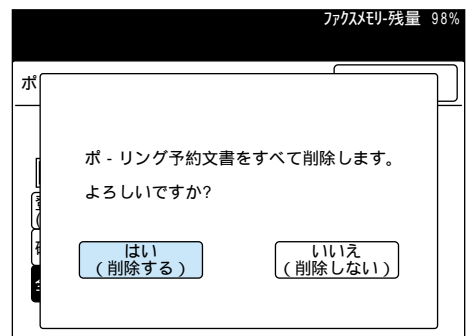 ファクスメモリ-残量 98%
ポ
ポ - リング予約文書をすべて削除します。
よろしいですか?
はい
(削除する)
いいえ
(削除しない)